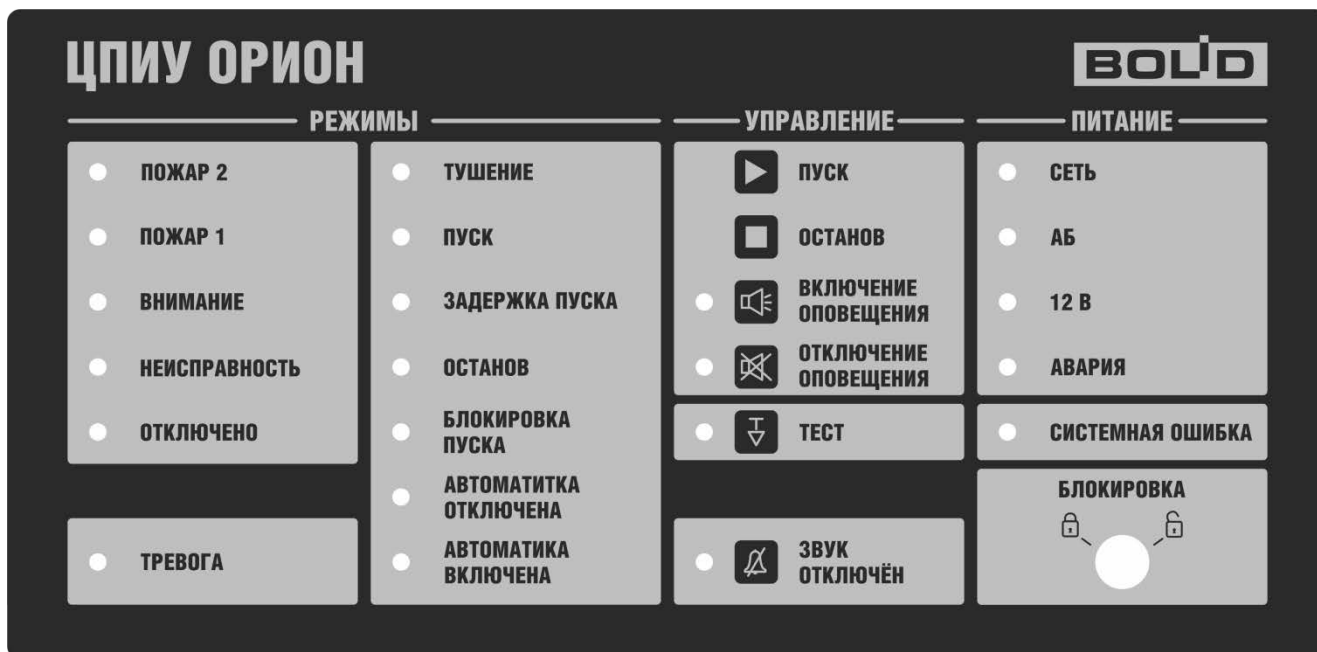 ЦПИУ ОРИОН
BOLID
РЕЖИМЫ
ПОЖАР 2
ПОЖАР 1
ВНИМАНИЕ
НЕИСПРАВНОСТЬ
ОТКЛЮЧЕНО
ТРЕВОГА
ТУШЕНИЕ
ПУСК
ЗАДЕРЖКА ПУСКА
ОСТАНОВ
БЛОКИРОВКА
ПУСКА
АВТОМАТИТКА
ОТКЛЮЧЕНА
АВТОМАТИКА
ВКЛЮЧЕНА
УПРАВЛЕНИЕ
ПУСК
ОСТАНОВ
ВКЛЮЧЕНИЕ
ОПОВЕЩЕНИЯ
ОТКЛЮЧЕНИЕ
ОПОВЕЩЕНИЯ
ТЕСТ
ЗВУК
ОТКЛЮЧЁН
ПИТАНИЕ
СЕТЬ
АБ
12 В
АВАРИЯ
СИСТЕМНАЯ ОШИБКА
БЛОКИРОВКА